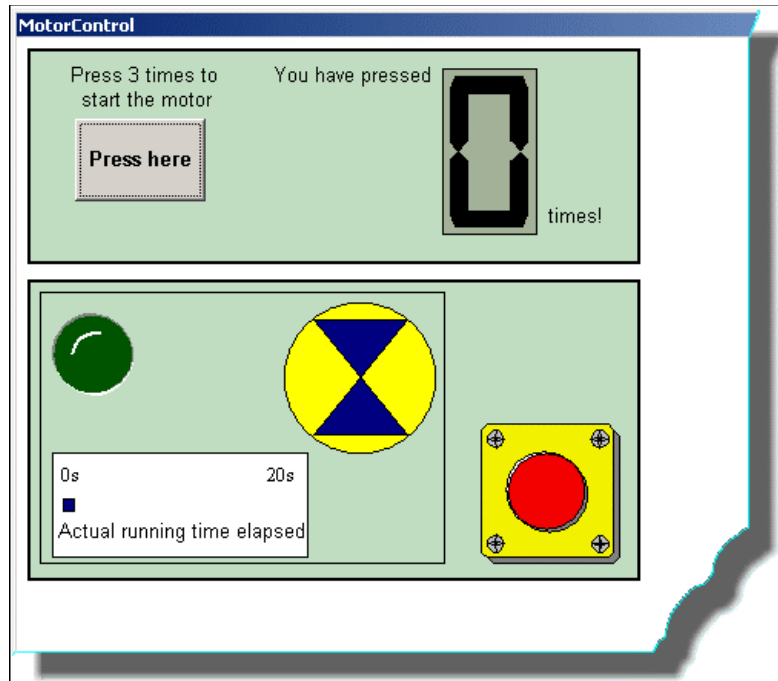 MotorControl
Press 3 times to
start the motor
Press here
You have pressed
0
times!
0s 20s
Actual running time elapsed